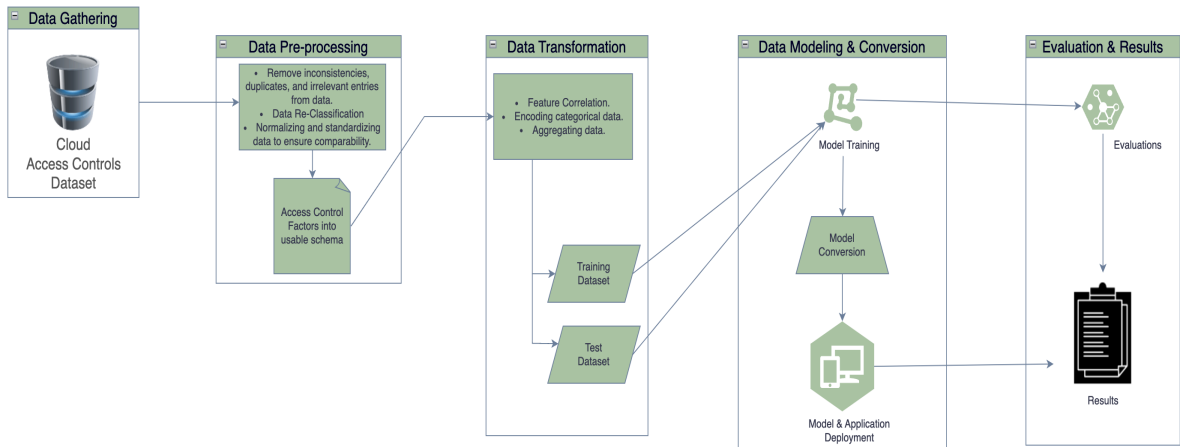 Data Gathering
Cloud
Access Controls
Dataset
Data Pre-processing
• Remove inconsistencies,
duplicates, and irrelevant entries
from data.
• Data Re-Classification
• Normalizing and standardizing
data to ensure comparability.
Access Control
Factors into
usable schema
Data Transformation
• Feature Correlation.
• Encoding categorical data.
• Aggregating data.
Training
Dataset
Test
Dataset
Data Modeling & Conversion
Model Training
Model
Conversion
Model & Application
Deployment
Evaluation & Results
Evaluations
Results